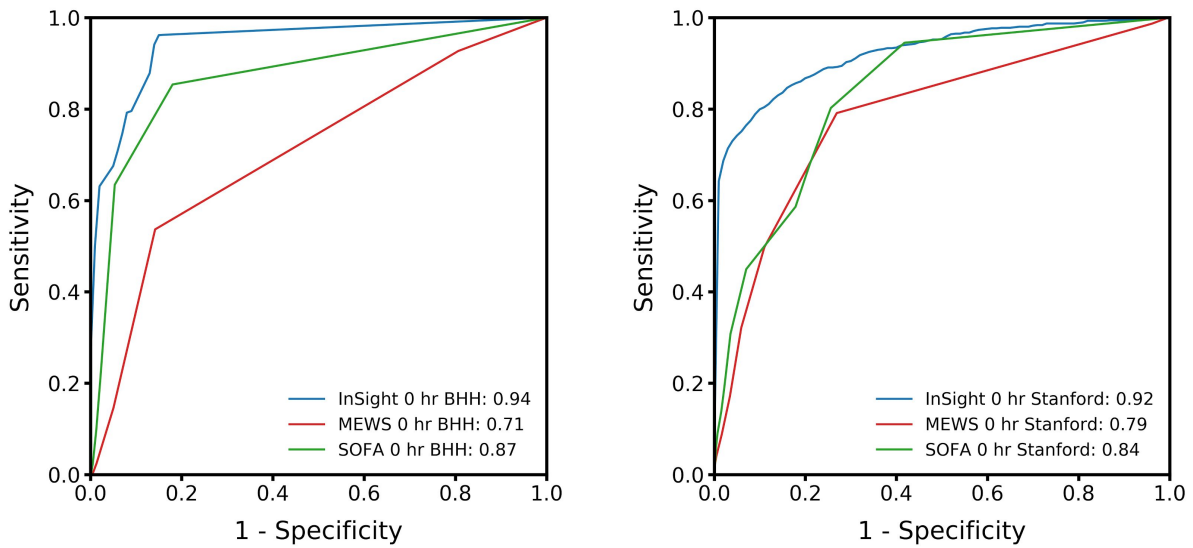 1.0
0.8
0.6
0.4
0.2
0.0
Sensitivity
InSight 0 hr BHH: 0.94
MEWS 0 hr BHH: 0.71
SOFA 0 hr BHH: 0.87
0.0 0.2 0.4 0.6 0.8 1.0
1 - Specificity
1.0
0.8
0.6
0.4
0.2
0.0
Sensitivity
InSight 0 hr Stanford: 0.92
MEWS 0 hr Stanford: 0.79
SOFA 0 hr Stanford: 0.84
0.0 0.2 0.4 0.6 0.8 1.0
1 - Specificity